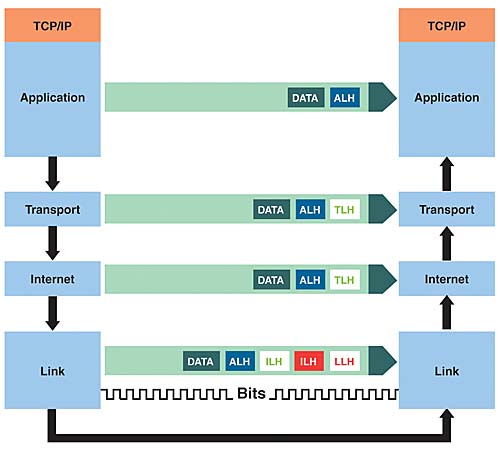 TCP/IP TCP/IP
Application DATA ALH Application
Transport DATA ALH TLH Transport
Internet DATA ALH TLH Internet
Link DATA ALH ILH ILH LLH Link
Bits